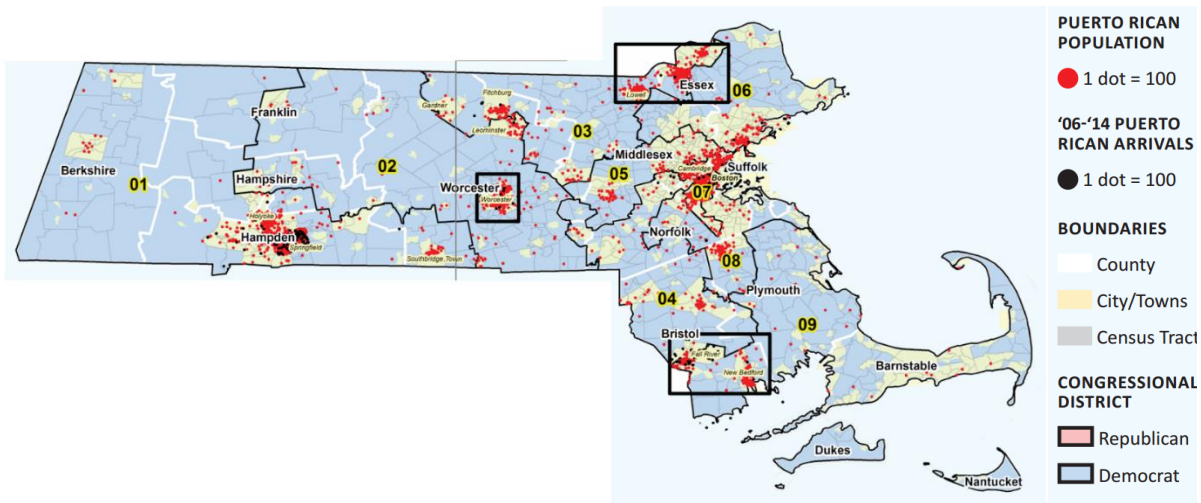 PUERTO RICAN
POPULATION
1 dot = 100
'06-'14 PUERTO
RICAN ARRIVALS
1 dot = 100
BOUNDARIES
County
City/Towns
Census Tract
CONGRESSIONAL
DISTRICT
Republican
Democrat
Essex
06
Lowell
Fitchburg
Gardner
Franklin
Leominster
03
Middlesex
Berkshire
01
02
05
Cambridge
Suffolk
Boston
Hampshire
Worcester
07
Worcester
Holyoke
Hampden
Springfield
Norfolk
Southbridge Town
08
Plymouth
04
09
Bristol
Fall River
New Bedford
Barnstable
Dukes
Nantucket